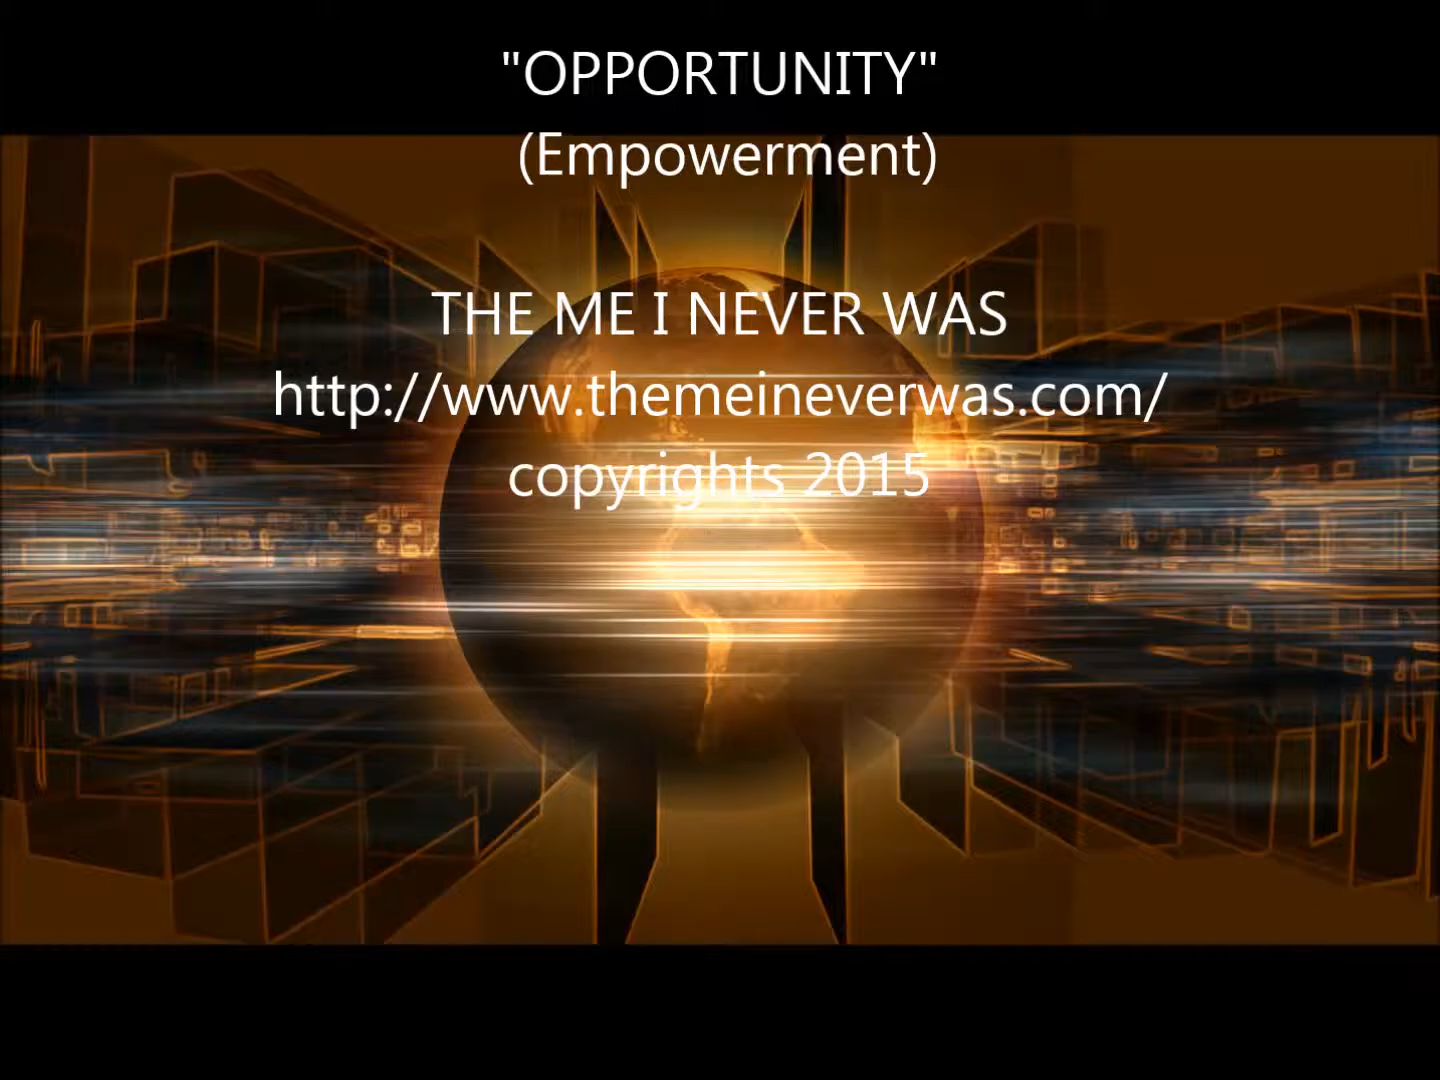 "OPPORTUNITY"
(Empowerment)
THE ME I NEVER WAS
http://www.themeineverwas.com/
copyrights 2015